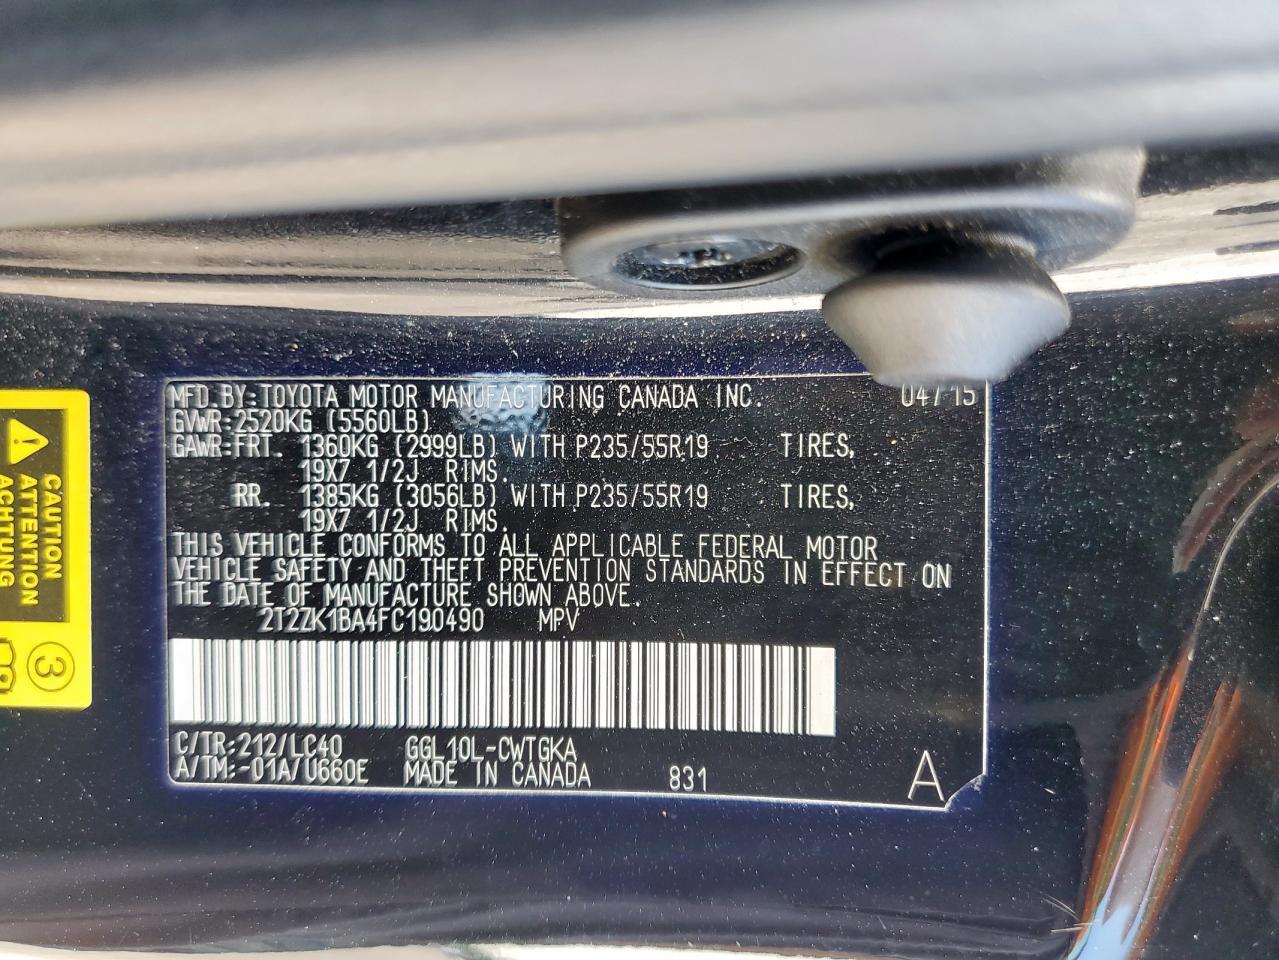 MFD.BY:TOYOTA MOTOR MANUFACTURING CANADA INC. 04/15
GVWR:2520KG (5560LB)
GAWR:FRT. 1360KG (2999LB) WITH P235/55R19 TIRES,
19X7 1/2J RIMS.
RR. 1385KG (3056LB) WITH P235/55R19 TIRES,
19X7 1/2J RIMS.
THIS VEHICLE CONFORMS TO ALL APPLICABLE FEDERAL MOTOR
VEHICLE SAFETY AND THEFT PREVENTION STANDARDS IN EFFECT ON
THE DATE OF MANUFACTURE SHOWN ABOVE.
2T2ZK1BA4FC190490 MPV
C/TR:212/LC40 GGL10L-CWTGKA
A/TM:-01A/U660E MADE IN CANADA 831 A
CAUTION
ATTENTION
ACHTUNG
3